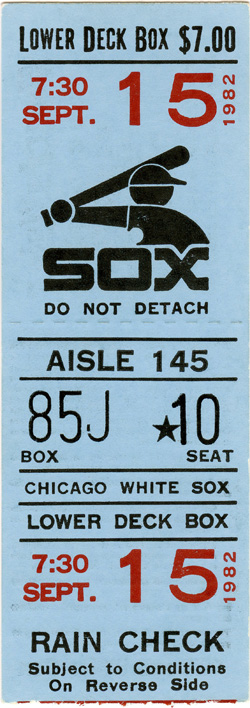 LOWER DECK BOX $7.00
7:30 SEPT. 15 1982
SOX
DO NOT DETACH
AISLE 145
85J ★10
BOX SEAT
CHICAGO WHITE SOX
LOWER DECK BOX
7:30 SEPT. 15 1982
RAIN CHECK
Subject to Conditions
On Reverse Side